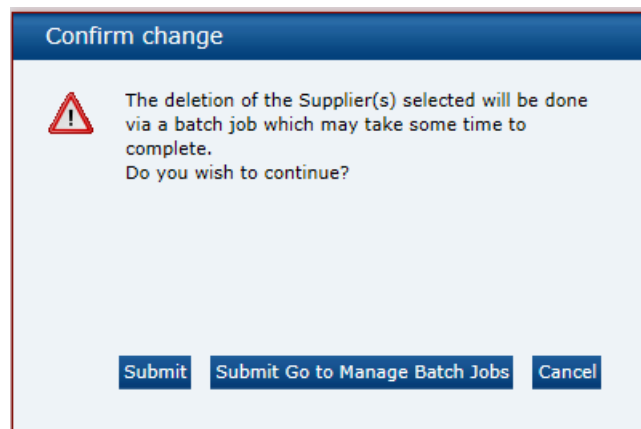 Confirm change
The deletion of the Supplier(s) selected will be done
via a batch job which may take some time to
complete.
Do you wish to continue?
Submit Submit Go to Manage Batch Jobs Cancel